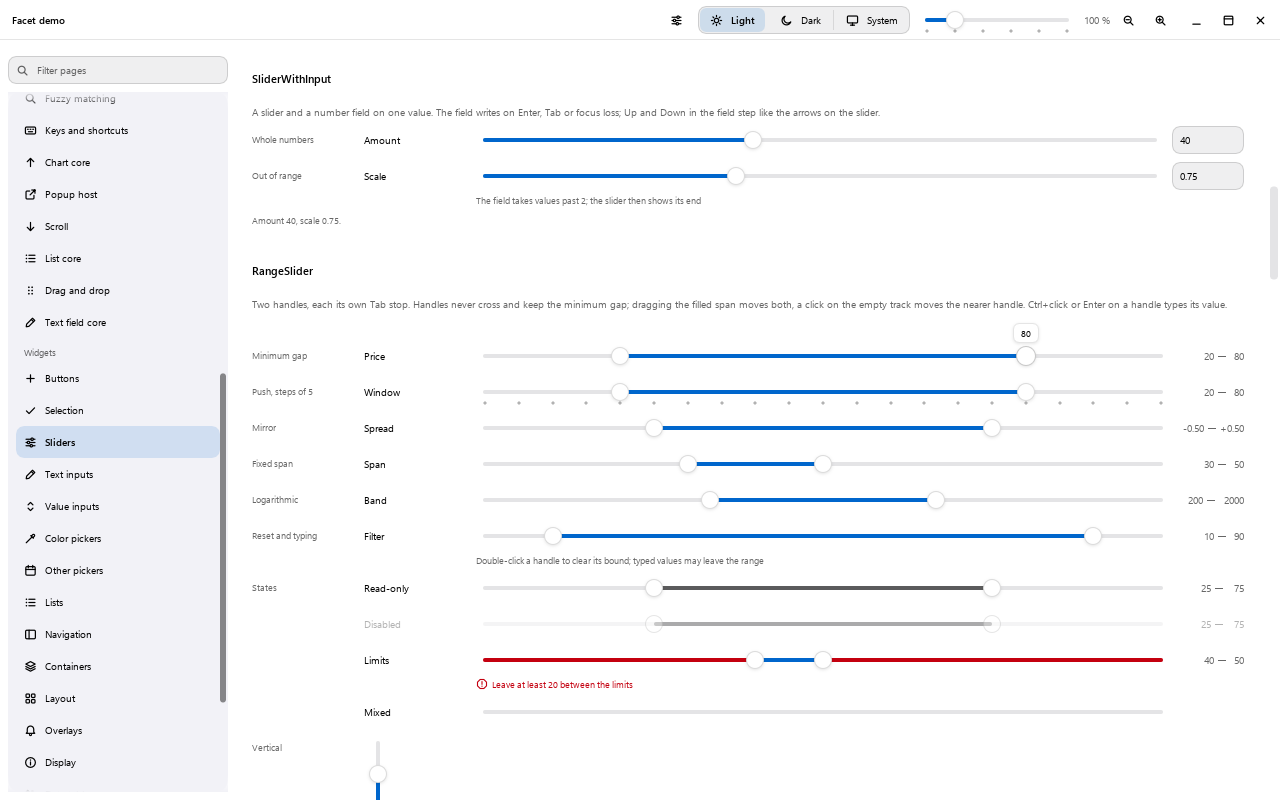 Facet demo
Light
Dark
System
100 %
Filter pages
Fuzzy matching
Keys and shortcuts
Chart core
Popup host
Scroll
List core
Drag and drop
Text field core
Widgets
Buttons
Selection
Sliders
Text inputs
Value inputs
Color pickers
Other pickers
Lists
Navigation
Containers
Layout
Overlays
Display
SliderWithInput
A slider and a number field on one value. The field writes on Enter, Tab or focus loss; Up and Down in the field step like the arrows on the slider.
Whole numbers Amount 40
Out of range Scale 0.75
The field takes values past 2; the slider then shows its end
Amount 40, scale 0.75.
RangeSlider
Two handles, each its own Tab stop. Handles never cross and keep the minimum gap; dragging the filled span moves both, a click on the empty track moves the nearer handle. Ctrl+click or Enter on a handle types its value.
80
Minimum gap Price 20 — 80
Push, steps of 5 Window 20 — 80
Mirror Spread -0.50 — +0.50
Fixed span Span 30 — 50
Logarithmic Band 200 — 2000
Reset and typing Filter 10 — 90
Double-click a handle to clear its bound; typed values may leave the range
States Read-only 25 — 75
Disabled 25 — 75
Limits 40 — 50
Leave at least 20 between the limits
Mixed
Vertical